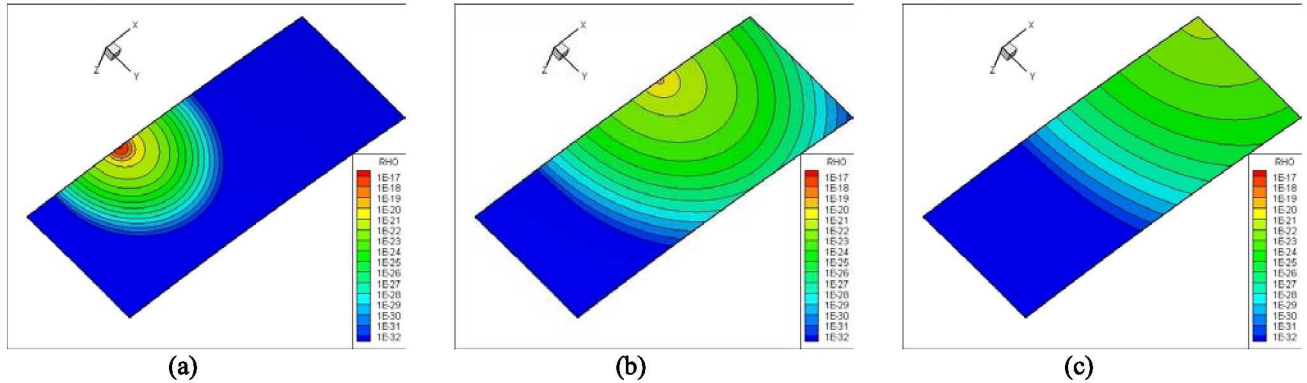 X
Z
Y
RHO
1E-17
1E-18
1E-19
1E-20
1E-21
1E-22
1E-23
1E-24
1E-25
1E-26
1E-27
1E-28
1E-29
1E-30
1E-31
1E-32
(a)
X
Z
Y
RHO
1E-17
1E-18
1E-19
1E-20
1E-21
1E-22
1E-23
1E-24
1E-25
1E-26
1E-27
1E-28
1E-29
1E-30
1E-31
1E-32
(b)
X
Z
Y
RHO
1E-17
1E-18
1E-19
1E-20
1E-21
1E-22
1E-23
1E-24
1E-25
1E-26
1E-27
1E-28
1E-29
1E-30
1E-31
1E-32
(c)